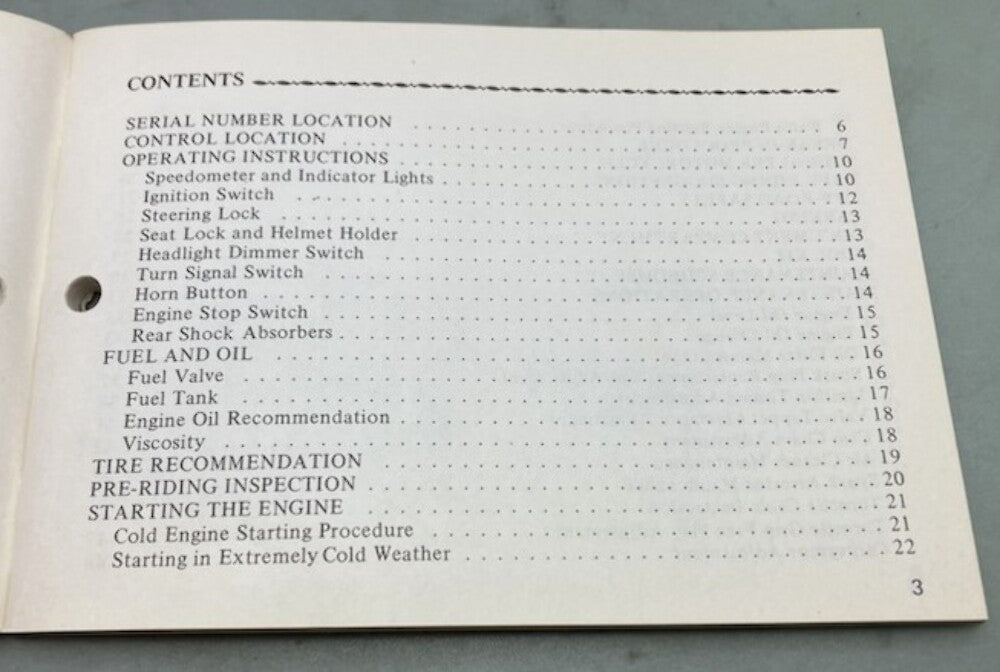 CONTENTS
SERIAL NUMBER LOCATION . . . . . . . . . . . . . . . . . . . . . . . . . . . . 6
CONTROL LOCATION . . . . . . . . . . . . . . . . . . . . . . . . . . . . 7
OPERATING INSTRUCTIONS . . . . . . . . . . . . . . . . . . . . . . . . . . . . 10
Speedometer and Indicator Lights . . . . . . . . . . . . . . . . . . . . . . . . . . . . 10
Ignition Switch . . . . . . . . . . . . . . . . . . . . . . . . . . . . 12
Steering Lock . . . . . . . . . . . . . . . . . . . . . . . . . . . . 13
Seat Lock and Helmet Holder . . . . . . . . . . . . . . . . . . . . . . . . . . . . 13
Headlight Dimmer Switch . . . . . . . . . . . . . . . . . . . . . . . . . . . . 14
Turn Signal Switch . . . . . . . . . . . . . . . . . . . . . . . . . . . . 14
Horn Button . . . . . . . . . . . . . . . . . . . . . . . . . . . . 14
Engine Stop Switch . . . . . . . . . . . . . . . . . . . . . . . . . . . . 15
Rear Shock Absorbers . . . . . . . . . . . . . . . . . . . . . . . . . . . . 15
FUEL AND OIL . . . . . . . . . . . . . . . . . . . . . . . . . . . . 16
Fuel Valve . . . . . . . . . . . . . . . . . . . . . . . . . . . . 16
Fuel Tank . . . . . . . . . . . . . . . . . . . . . . . . . . . . 17
Engine Oil Recommendation . . . . . . . . . . . . . . . . . . . . . . . . . . . . 18
Viscosity . . . . . . . . . . . . . . . . . . . . . . . . . . . . 18
TIRE RECOMMENDATION . . . . . . . . . . . . . . . . . . . . . . . . . . . . 19
PRE-RIDING INSPECTION . . . . . . . . . . . . . . . . . . . . . . . . . . . . 20
STARTING THE ENGINE . . . . . . . . . . . . . . . . . . . . . . . . . . . . 21
Cold Engine Starting Procedure . . . . . . . . . . . . . . . . . . . . . . . . . . . . 21
Starting in Extremely Cold Weather . . . . . . . . . . . . . . . . . . . . . . . . . . . . 22
3